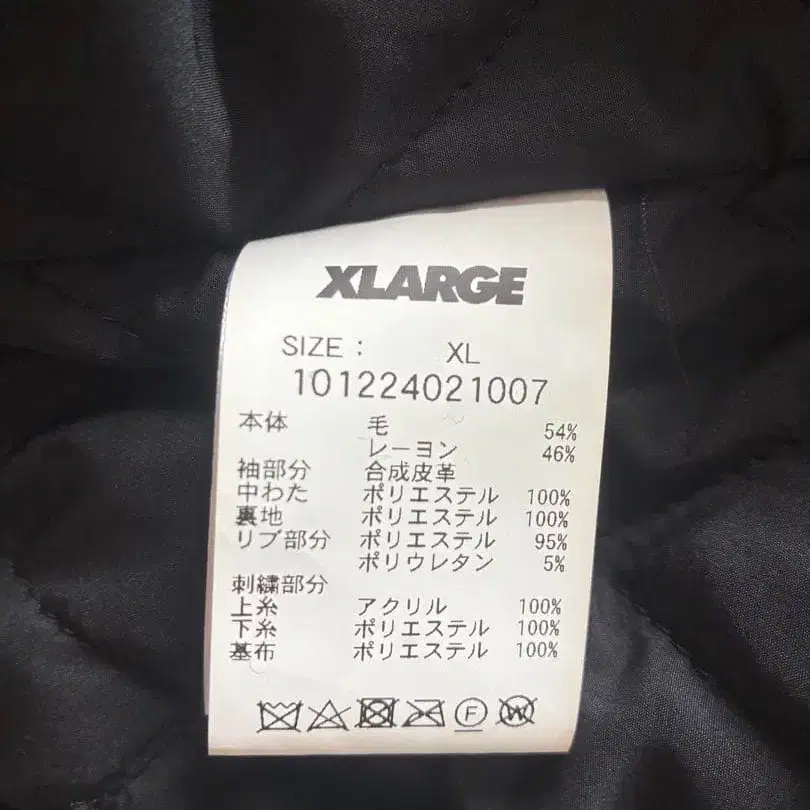 XLARGE
SIZE : XL
101224021007
本体 毛 54%
レーヨン 46%
袖部分 合成皮革
中わた ポリエステル 100%
裏地 ポリエステル 100%
リブ部分 ポリエステル 95%
ポリウレタン 5%
刺繍部分
上糸 アクリル 100%
下糸 ポリエステル 100%
基布 ポリエステル 100%
F W